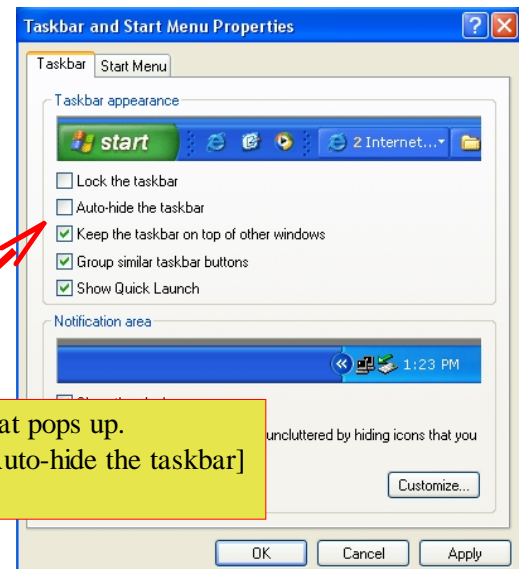 Taskbar and Start Menu Properties
Taskbar Start Menu
Taskbar appearance
start 2 Internet...
Lock the taskbar
Auto-hide the taskbar
Keep the taskbar on top of other windows
Group similar taskbar buttons
Show Quick Launch
Notification area
1:23 PM
at pops up.
uncluttered by hiding icons that you
uto-hide the taskbar]
Customize...
OK Cancel Apply